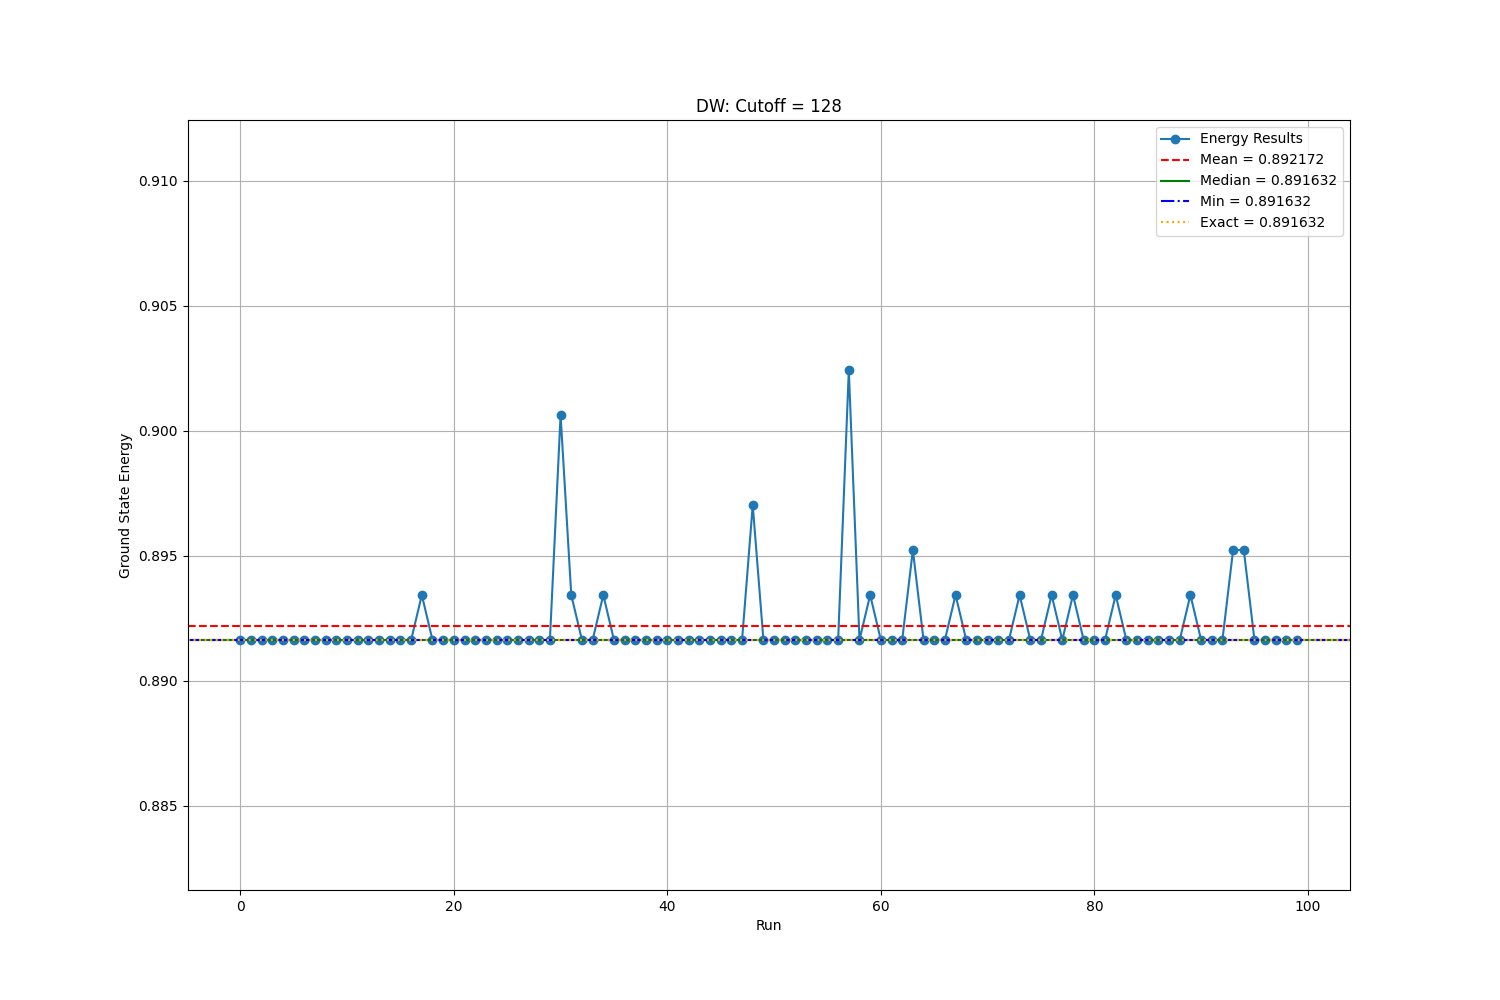 DW: Cutoff = 128
Energy Results
Mean = 0.892172
Median = 0.891632
Min = 0.891632
Exact = 0.891632
Ground State Energy
0.910
0.905
0.900
0.895
0.890
0.885
0 20 40 60 80 100
Run